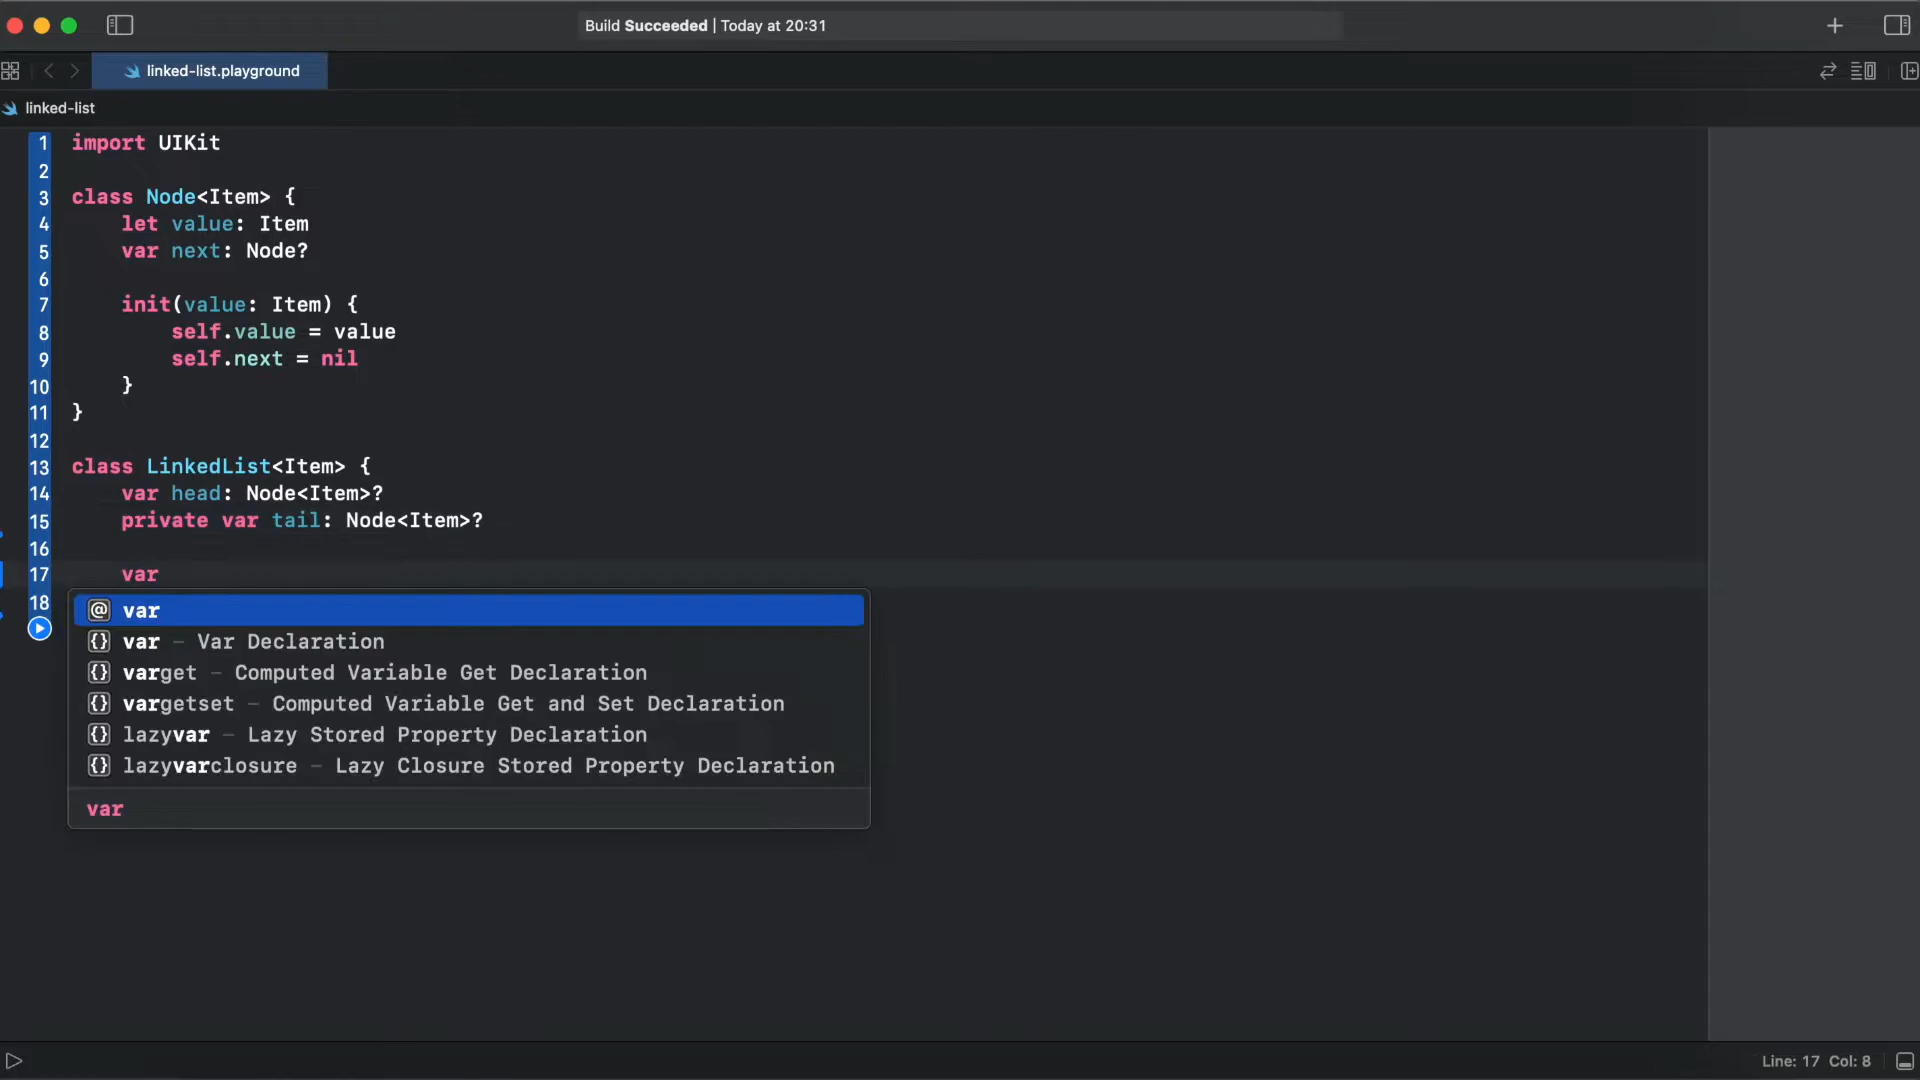 Build Succeeded | Today at 20:31
linked-list.playground
linked-list
1 import UIKit
2
3 class Node<Item> {
4 let value: Item
5 var next: Node?
6
7 init(value: Item) {
8 self.value = value
9 self.next = nil
10 }
11 }
12
13 class LinkedList<Item> {
14 var head: Node<Item>?
15 private var tail: Node<Item>?
16
17 var
18
@ var
{} var – Var Declaration
{} varget – Computed Variable Get Declaration
{} vargetset – Computed Variable Get and Set Declaration
{} lazyvar – Lazy Stored Property Declaration
{} lazyvarclosure – Lazy Closure Stored Property Declaration
var
Line: 17 Col: 8